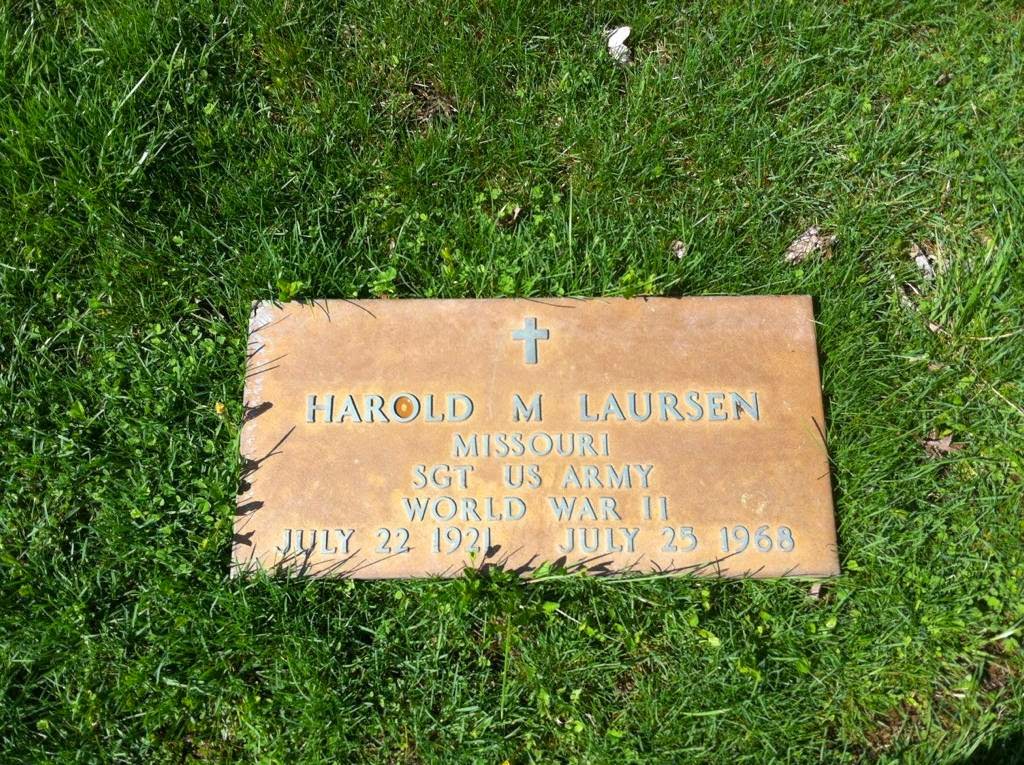 HAROLD M LAURSEN
MISSOURI
SGT US ARMY
WORLD WAR II
JULY 22 1921 JULY 25 1968